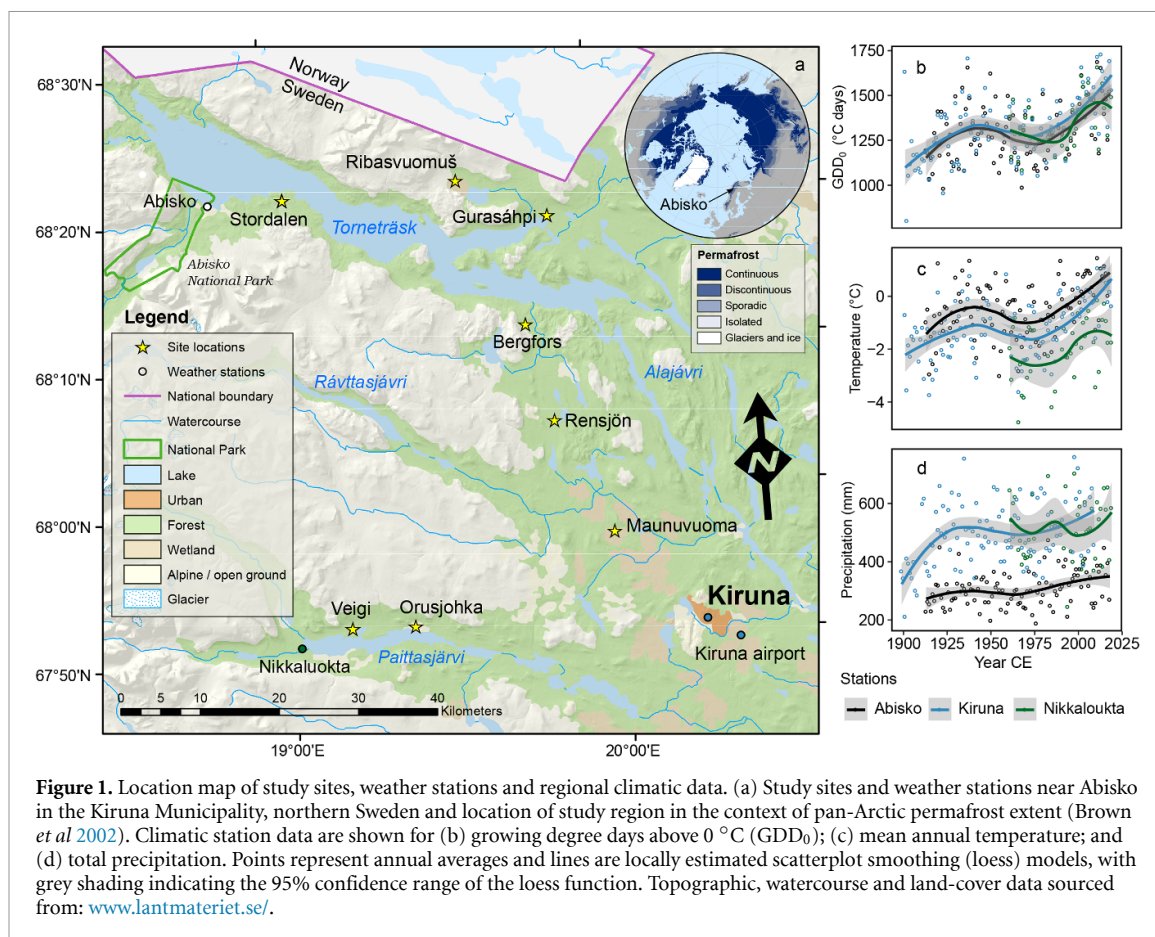 a
68°30'N
68°20'N
68°10'N
68°00'N
67°50'N
Norway
Sweden
Ribasvuomuš
Abisko
Stordalen
Gurasáhpi
Torneträsk
Abisko
National Park
Abisko
Permafrost
Continuous
Discontinuous
Sporadic
Isolated
Glaciers and ice
Legend
Site locations
Weather stations
National boundary
Watercourse
National Park
Lake
Urban
Forest
Wetland
Alpine / open ground
Glacier
Bergfors
Rávttasjávri
Alajávri
Rensjön
N
Maunuvuoma
Kiruna
Kiruna airport
Veigi
Orusjohka
Nikkaluokta
Paittasjärvi
0 5 10 20 30 40
Kilometers
19°00'E
20°00'E
b
GDD₀ (°C days)
1750
1500
1250
1000
c
Temperature (°C)
0
−2
−4
d
Precipitation (mm)
600
400
200
1900 1925 1950 1975 2000 2025
Year CE
Stations
Abisko Kiruna Nikkaloukta
Figure 1. Location map of study sites, weather stations and regional climatic data. (a) Study sites and weather stations near Abisko
in the Kiruna Municipality, northern Sweden and location of study region in the context of pan-Arctic permafrost extent (Brown
et al 2002). Climatic station data are shown for (b) growing degree days above 0 °C (GDD₀); (c) mean annual temperature; and
(d) total precipitation. Points represent annual averages and lines are locally estimated scatterplot smoothing (loess) models, with
grey shading indicating the 95% confidence range of the loess function. Topographic, watercourse and land-cover data sourced
from: www.lantmateriet.se/.